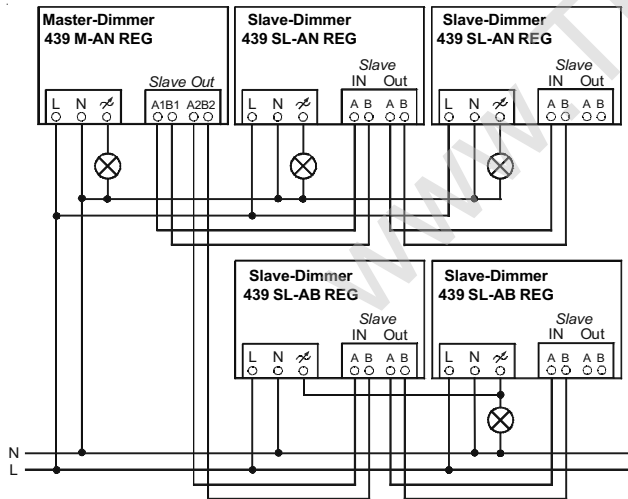 Master-Dimmer
439 M-AN REG
Slave Out
L N A1 B1 A2 B2
Slave-Dimmer
439 SL-AN REG
Slave
IN Out
L N A B A B
Slave-Dimmer
439 SL-AN REG
Slave
IN Out
L N A B A B
Slave-Dimmer
439 SL-AB REG
Slave
IN Out
L N A B A B
Slave-Dimmer
439 SL-AB REG
Slave
IN Out
L N A B A B
N
L